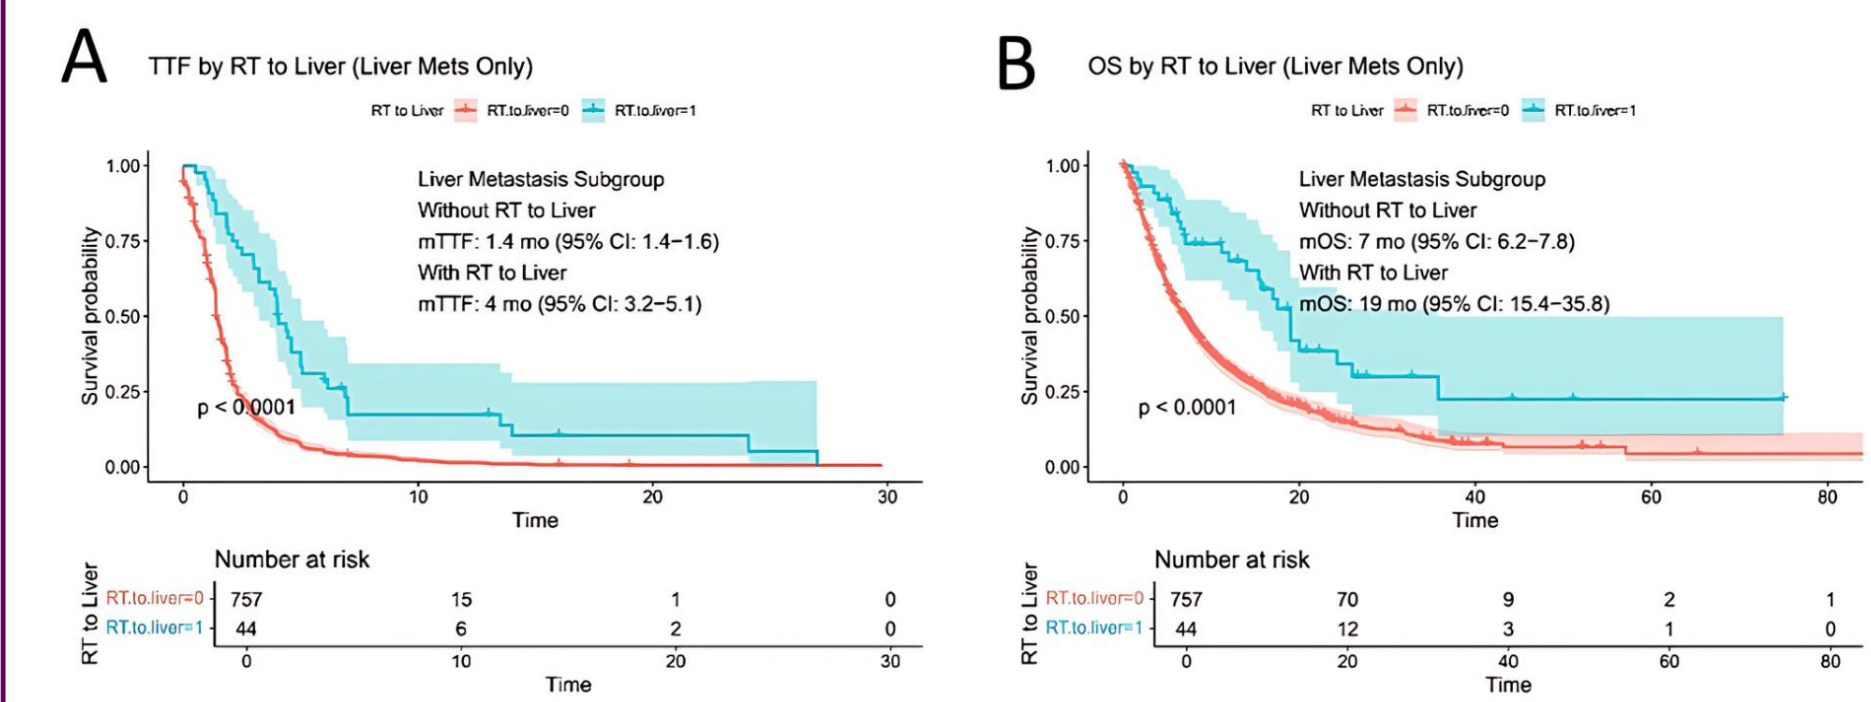 A
TTF by RT to Liver (Liver Mets Only)
RT to Liver RT.to.liver=0 RT.to.liver=1
Survival probability
1.00
0.75
0.50
0.25
0.00
Liver Metastasis Subgroup
Without RT to Liver
mTTF: 1.4 mo (95% CI: 1.4–1.6)
With RT to Liver
mTTF: 4 mo (95% CI: 3.2–5.1)
p < 0.0001
0 10 20 30
Time
Number at risk
RT to Liver
RT.to.liver=0 757 15 1 0
RT.to.liver=1 44 6 2 0
0 10 20 30
Time
B
OS by RT to Liver (Liver Mets Only)
RT to Liver RT.to.liver=0 RT.to.liver=1
Survival probability
1.00
0.75
0.50
0.25
0.00
Liver Metastasis Subgroup
Without RT to Liver
mOS: 7 mo (95% CI: 6.2–7.8)
With RT to Liver
mOS: 19 mo (95% CI: 15.4–35.8)
p < 0.0001
0 20 40 60 80
Time
Number at risk
RT to Liver
RT.to.liver=0 757 70 9 2 1
RT.to.liver=1 44 12 3 1 0
0 20 40 60 80
Time